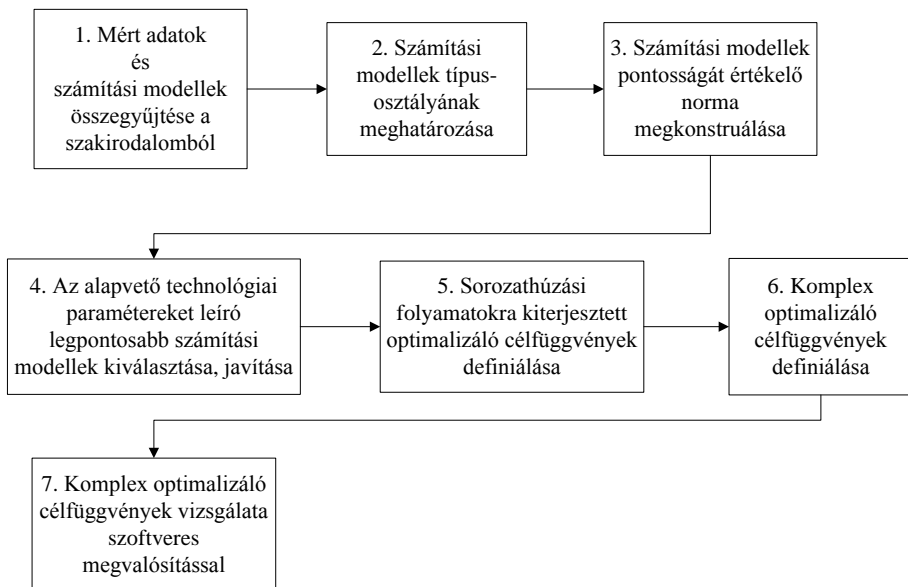 1. Mért adatok
és
számítási modellek
összegyűjtése a
szakirodalomból
2. Számítási
modellek típus-
osztályának
meghatározása
3. Számítási modellek
pontosságát értékelő
norma
megkonstruálása
4. Az alapvető technológiai
paramétereket leíró
legpontosabb számítási
modellek kiválasztása, javítása
5. Sorozathúzási
folyamatokra kiterjesztett
optimalizáló célfüggvények
definiálása
6. Komplex
optimalizáló
célfüggvények
definiálása
7. Komplex optimalizáló
célfüggvények vizsgálata
szoftveres
megvalósítással